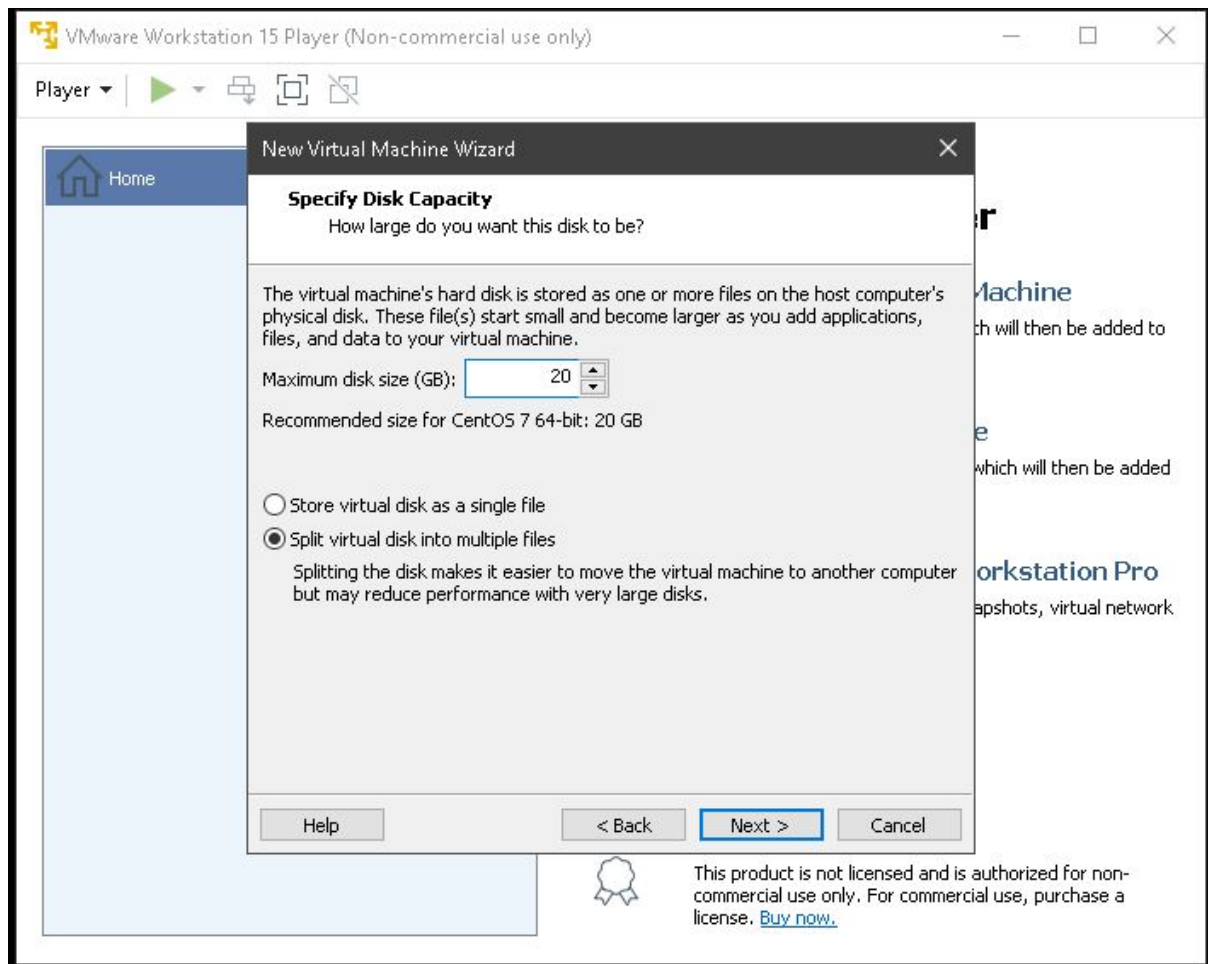 VMware Workstation 15 Player (Non-commercial use only)
Player
Home
New Virtual Machine Wizard
Specify Disk Capacity
How large do you want this disk to be?
The virtual machine's hard disk is stored as one or more files on the host computer's
physical disk. These file(s) start small and become larger as you add applications,
files, and data to your virtual machine.
Maximum disk size (GB): 20
Recommended size for CentOS 7 64-bit: 20 GB
Store virtual disk as a single file
Split virtual disk into multiple files
Splitting the disk makes it easier to move the virtual machine to another computer
but may reduce performance with very large disks.
Help < Back Next > Cancel
r
Machine
ch will then be added to
e
which will then be added
orkstation Pro
apshots, virtual network
This product is not licensed and is authorized for non-
commercial use only. For commercial use, purchase a
license. Buy now.